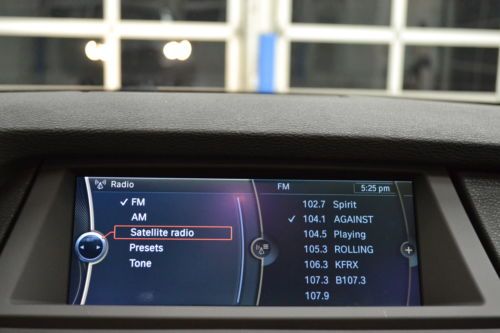 Radio
FM
AM
Satellite radio
Presets
Tone
FM 5:25 pm
102.7 Spirit
104.1 AGAINST
104.5 Playing
105.3 ROLLING
106.3 KFRX
107.3 B107.3
107.9